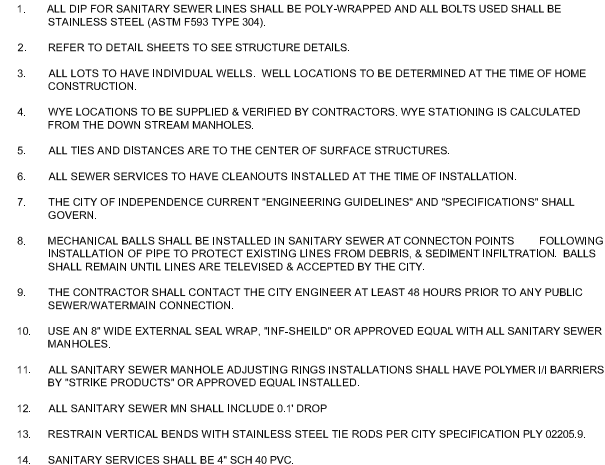 1. ALL DIP FOR SANITARY SEWER LINES SHALL BE POLY-WRAPPED AND ALL BOLTS USED SHALL BE
STAINLESS STEEL (ASTM F593 TYPE 304).
2. REFER TO DETAIL SHEETS TO SEE STRUCTURE DETAILS.
3. ALL LOTS TO HAVE INDIVIDUAL WELLS. WELL LOCATIONS TO BE DETERMINED AT THE TIME OF HOME
CONSTRUCTION.
4. WYE LOCATIONS TO BE SUPPLIED & VERIFIED BY CONTRACTORS. WYE STATIONING IS CALCULATED
FROM THE DOWN STREAM MANHOLES.
5. ALL TIES AND DISTANCES ARE TO THE CENTER OF SURFACE STRUCTURES.
6. ALL SEWER SERVICES TO HAVE CLEANOUTS INSTALLED AT THE TIME OF INSTALLATION.
7. THE CITY OF INDEPENDENCE CURRENT "ENGINEERING GUIDELINES" AND "SPECIFICATIONS" SHALL
GOVERN.
8. MECHANICAL BALLS SHALL BE INSTALLED IN SANITARY SEWER AT CONNECTON POINTS FOLLOWING
INSTALLATION OF PIPE TO PROTECT EXISTING LINES FROM DEBRIS, & SEDIMENT INFILTRATION. BALLS
SHALL REMAIN UNTIL LINES ARE TELEVISED & ACCEPTED BY THE CITY.
9. THE CONTRACTOR SHALL CONTACT THE CITY ENGINEER AT LEAST 48 HOURS PRIOR TO ANY PUBLIC
SEWER/WATERMAIN CONNECTION.
10. USE AN 8" WIDE EXTERNAL SEAL WRAP, "INF-SHEILD" OR APPROVED EQUAL WITH ALL SANITARY SEWER
MANHOLES.
11. ALL SANITARY SEWER MANHOLE ADJUSTING RINGS INSTALLATIONS SHALL HAVE POLYMER I/I BARRIERS
BY "STRIKE PRODUCTS" OR APPROVED EQUAL INSTALLED.
12. ALL SANITARY SEWER MN SHALL INCLUDE 0.1' DROP
13. RESTRAIN VERTICAL BENDS WITH STAINLESS STEEL TIE RODS PER CITY SPECIFICATION PLY 02205.9.
14. SANITARY SERVICES SHALL BE 4" SCH 40 PVC.